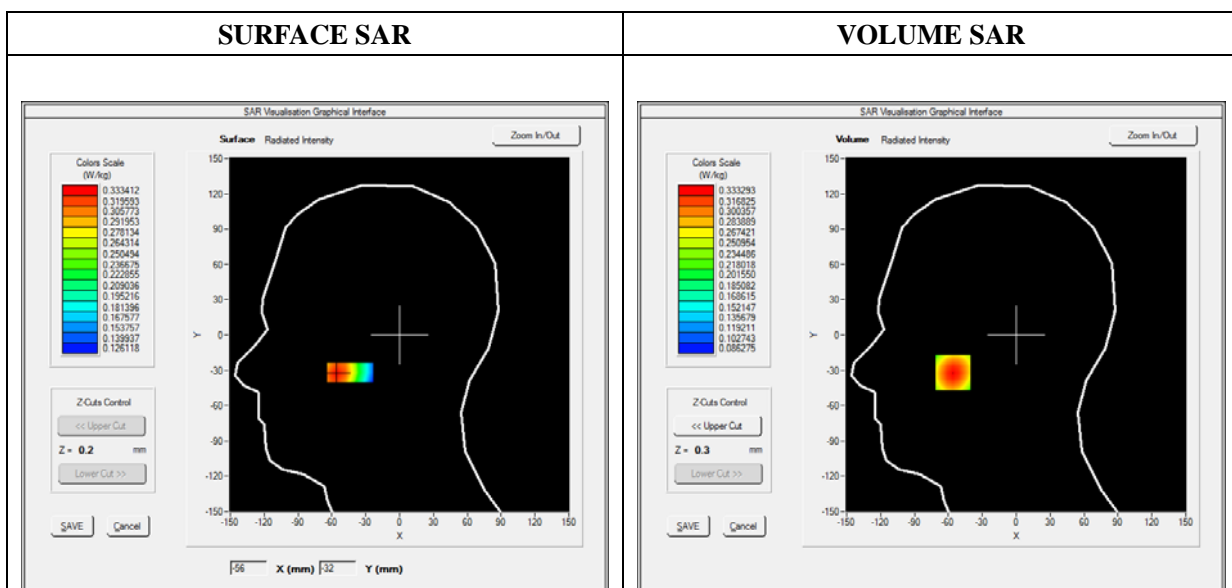 SURFACE SAR
VOLUME SAR
SAR Visualisation Graphical Interface
Surface Radiated Intensity
Zoom In/Out
Colors Scale
(W/kg)
0.333412
0.319593
0.305773
0.291953
0.278134
0.264314
0.250494
0.236675
0.222855
0.209036
0.195216
0.181396
0.167577
0.153757
0.139937
0.126118
150
120
90
60
30
0
-30
-60
-90
-120
-150
Y
-150 -120 -90 -60 -30 0 30 60 90 120 150
X
Z-Cuts Control
<< Upper Cut
Z = 0.2 mm
Lower Cut >>
SAVE Cancel
-56 X (mm) -32 Y (mm)
SAR Visualisation Graphical Interface
Volume Radiated Intensity
Zoom In/Out
Colors Scale
(W/kg)
0.333293
0.316825
0.300357
0.283889
0.267421
0.250954
0.234486
0.218018
0.201550
0.185082
0.168615
0.152147
0.135679
0.119211
0.102743
0.086275
150
120
90
60
30
0
-30
-60
-90
-120
-150
Y
-150 -120 -90 -60 -30 0 30 60 90 120 150
X
Z-Cuts Control
<< Upper Cut
Z = 0.3 mm
Lower Cut >>
SAVE Cancel